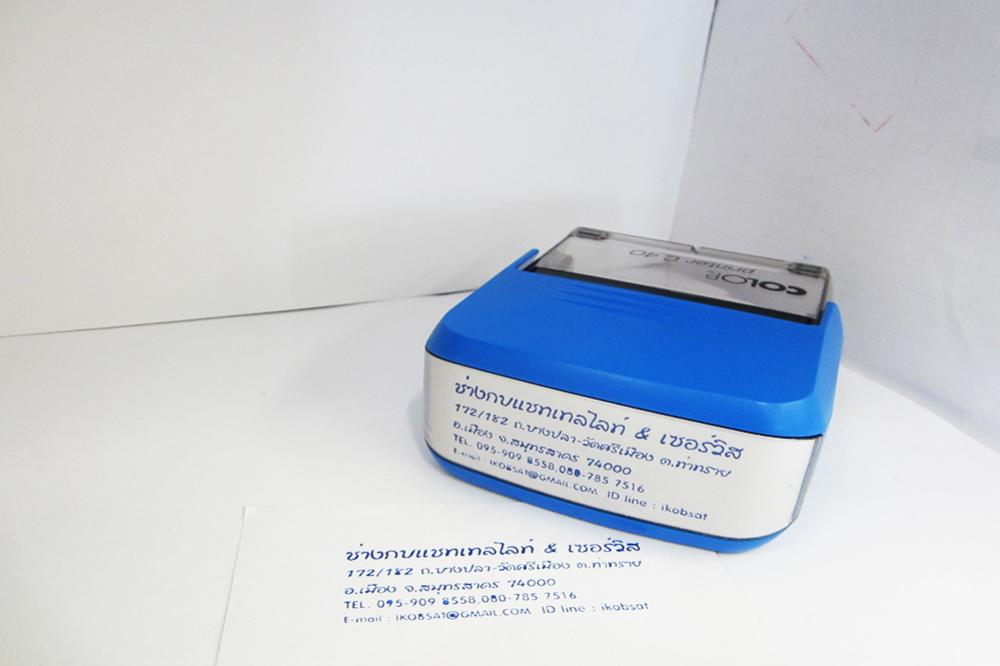 COLOP
printer C 40
ช่างกบแซทเทลไลท์ & เซอร์วิส
172/182 ถ.บางปลา-วัดศรีเมือง ต.ท่าทราย
อ.เมือง จ.สมุทรสาคร 74000
TEL. 095-909 8558,080-785 7516
E-mail : IKOBSAT@GMAIL.COM ID line : ikobsat
ช่างกบแซทเทลไลท์ & เซอร์วิส
172/182 ถ.บางปลา-วัดศรีเมือง ต.ท่าทราย
อ.เมือง จ.สมุทรสาคร 74000
TEL. 095-909 8558,080-785 7516
E-mail : IKOBSAT@GMAIL.COM ID line : ikobsat